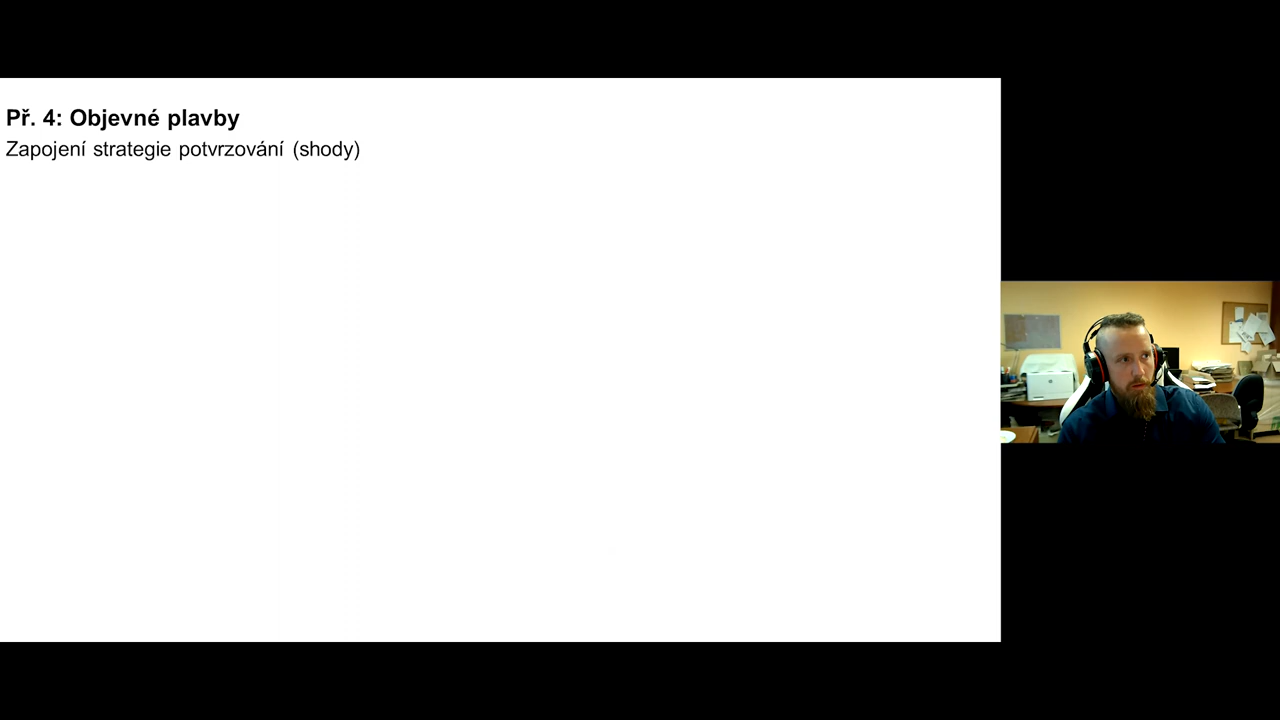 Př. 4: Objevné plavby
Zapojení strategie potvrzování (shody)